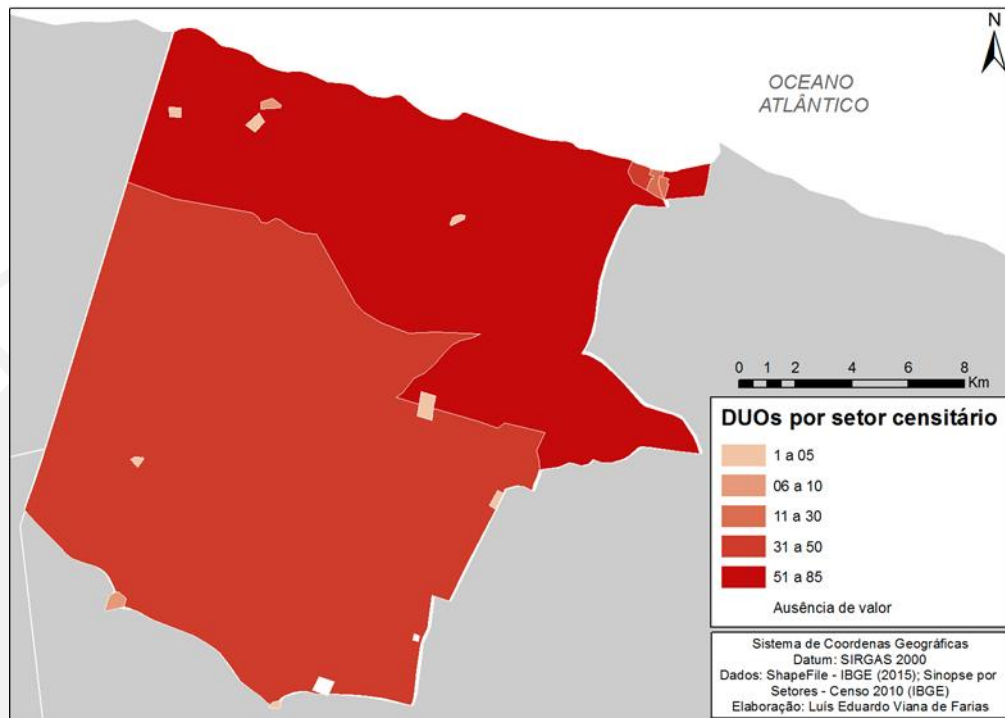 N
OCEANO
ATLÂNTICO
0 1 2 4 6 8
Km
DUOs por setor censitário
1 a 05
06 a 10
11 a 30
31 a 50
51 a 85
Ausência de valor
Sistema de Coordenas Geográficas
Datum: SIRGAS 2000
Dados: ShapeFile - IBGE (2015); Sinopse por
Setores - Censo 2010 (IBGE)
Elaboração: Luís Eduardo Viana de Farias